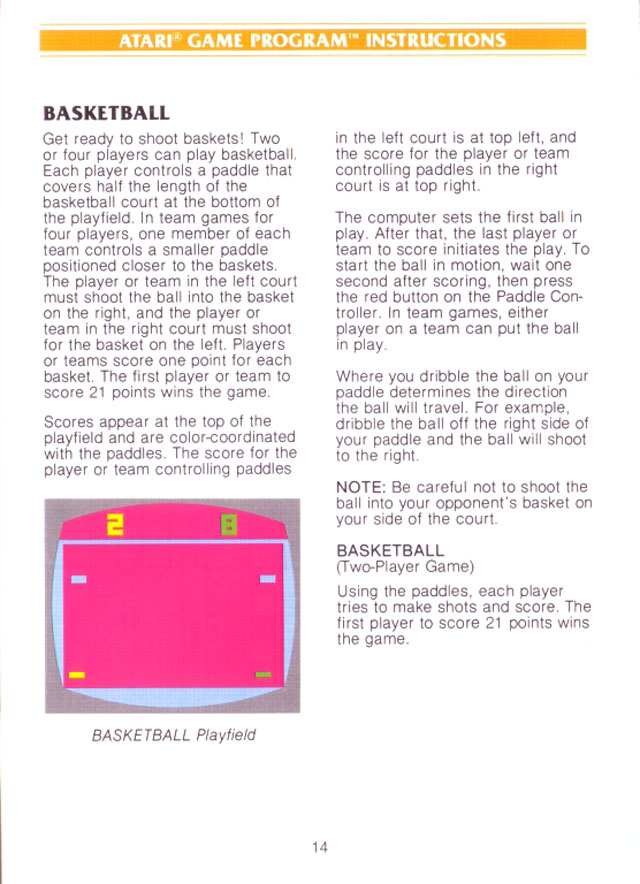 ATARI® GAME PROGRAM™ INSTRUCTIONS
BASKETBALL
Get ready to shoot baskets! Two
or four players can play basketball.
Each player controls a paddle that
covers half the length of the
basketball court at the bottom of
the playfield. In team games for
four players, one member of each
team controls a smaller paddle
positioned closer to the baskets.
The player or team in the left court
must shoot the ball into the basket
on the right, and the player or
team in the right court must shoot
for the basket on the left. Players
or teams score one point for each
basket. The first player or team to
score 21 points wins the game.
Scores appear at the top of the
playfield and are color-coordinated
with the paddles. The score for the
player or team controlling paddles
2 8
BASKETBALL Playfield
in the left court is at top left, and
the score for the player or team
controlling paddles in the right
court is at top right.
The computer sets the first ball in
play. After that, the last player or
team to score initiates the play. To
start the ball in motion, wait one
second after scoring, then press
the red button on the Paddle Con-
troller. In team games, either
player on a team can put the ball
in play.
Where you dribble the ball on your
paddle determines the direction
the ball will travel. For example,
dribble the ball off the right side of
your paddle and the ball will shoot
to the right.
NOTE: Be careful not to shoot the
ball into your opponent's basket on
your side of the court.
BASKETBALL
(Two-Player Game)
Using the paddles, each player
tries to make shots and score. The
first player to score 21 points wins
the game.
14